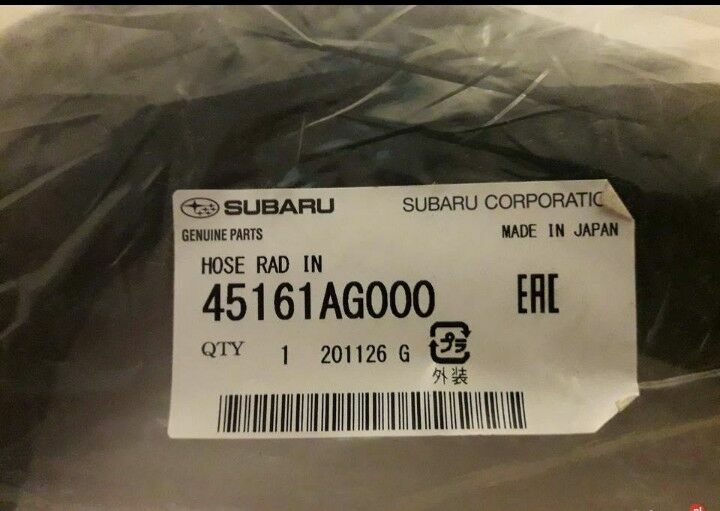 SUBARU SUBARU CORPORATIO
GENUINE PARTS MADE IN JAPAN
HOSE RAD IN
45161AG000 EAC
QTY 1 201126 G プラ
外装